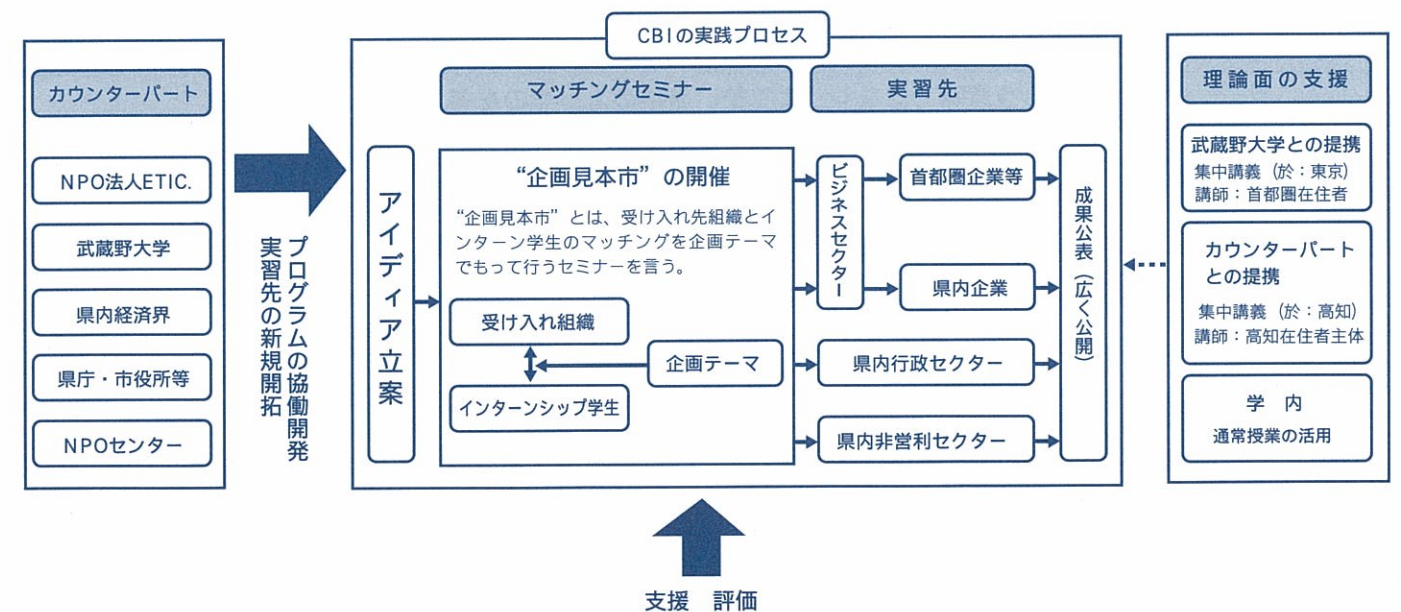 カウンターパート
NPO法人ETIC.
武蔵野大学
県内経済界
県庁・市役所等
NPOセンター
プログラムの協働開発
実習先の新規開拓
CBIの実践プロセス
マッチングセミナー
実習先
アイディア立案
“企画見本市”の開催
“企画見本市”とは、受け入れ先組織とイ
ンターン学生のマッチングを企画テーマ
でもって行うセミナーを言う。
受け入れ組織
企画テーマ
インターンシップ学生
ビジネスセクター
首都圏企業等
県内企業
県内行政セクター
県内非営利セクター
成果公表（広く公開）
理論面の支援
武蔵野大学との提携
集中講義（於：東京）
講師：首都圏在住者
カウンターパート
との提携
集中講義（於：高知）
講師：高知在住者主体
学　内
通常授業の活用
支援　評価